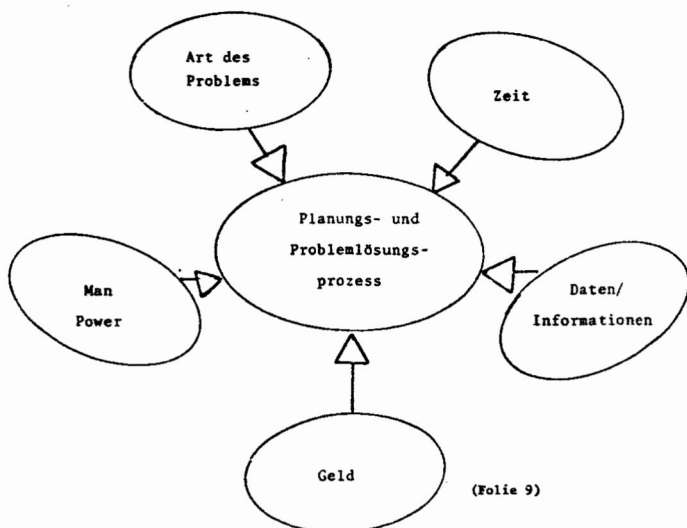 Art des
Problems
Zeit
Planungs- und
Problemlösungs-
prozess
Man
Power
Daten/
Informationen
Geld
(Folie 9)